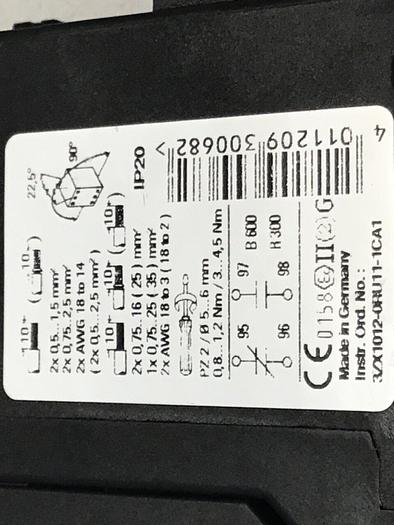 22,5°
90°
10
10
2x 0,5...1,5 mm²
2x 0,75...2,5 mm²
2x AWG 18 to 14
( 2x 0,5...2,5 mm² )
10
10
2x 0,75...16 ( 25 ) mm²
1x 0,75...25 ( 35 ) mm²
2x AWG 18 to 3 ( 18 to 2 )
IP20
PZ 2 / Ø 5...6 mm
0,8...1,2 Nm / 3...4,5 Nm
95 97 B 600
96 98 R 300
4 011209 300682 >
CE 0158 Ex II (2) G
Made in Germany
Instr. Ord. No.:
3ZX1012-0RU11-1CA1